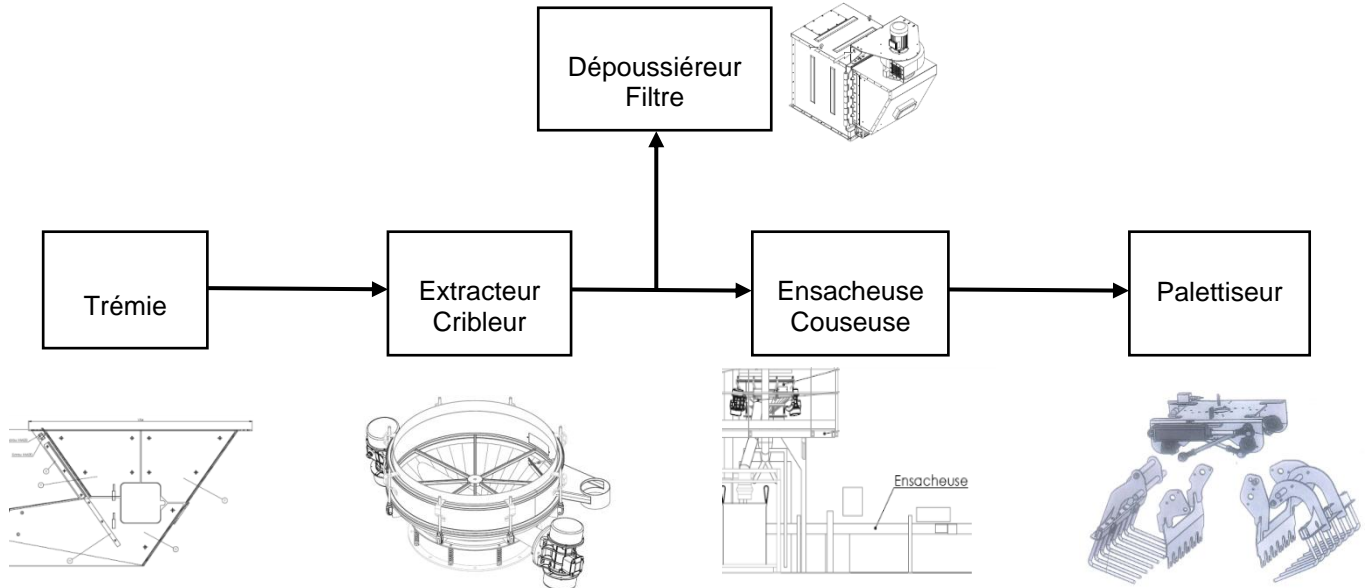 Dépoussiéreur
Filtre
Trémie
Extracteur
Cribleur
Ensacheuse
Couseuse
Palettiseur
Ensacheuse